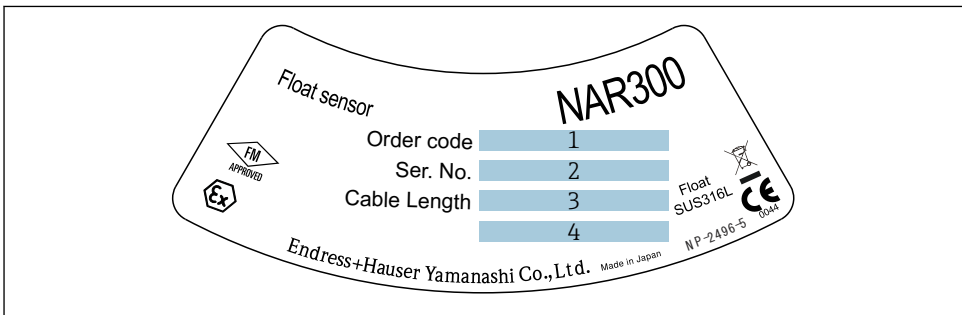 Float sensor
NAR300
Order code 1
Ser. No. 2
Cable Length 3
4
FM
APPROVED
Ex
Float
SUS316L
0044
NP-2496-5
Endress+Hauser Yamanashi Co.,Ltd. Made in Japan